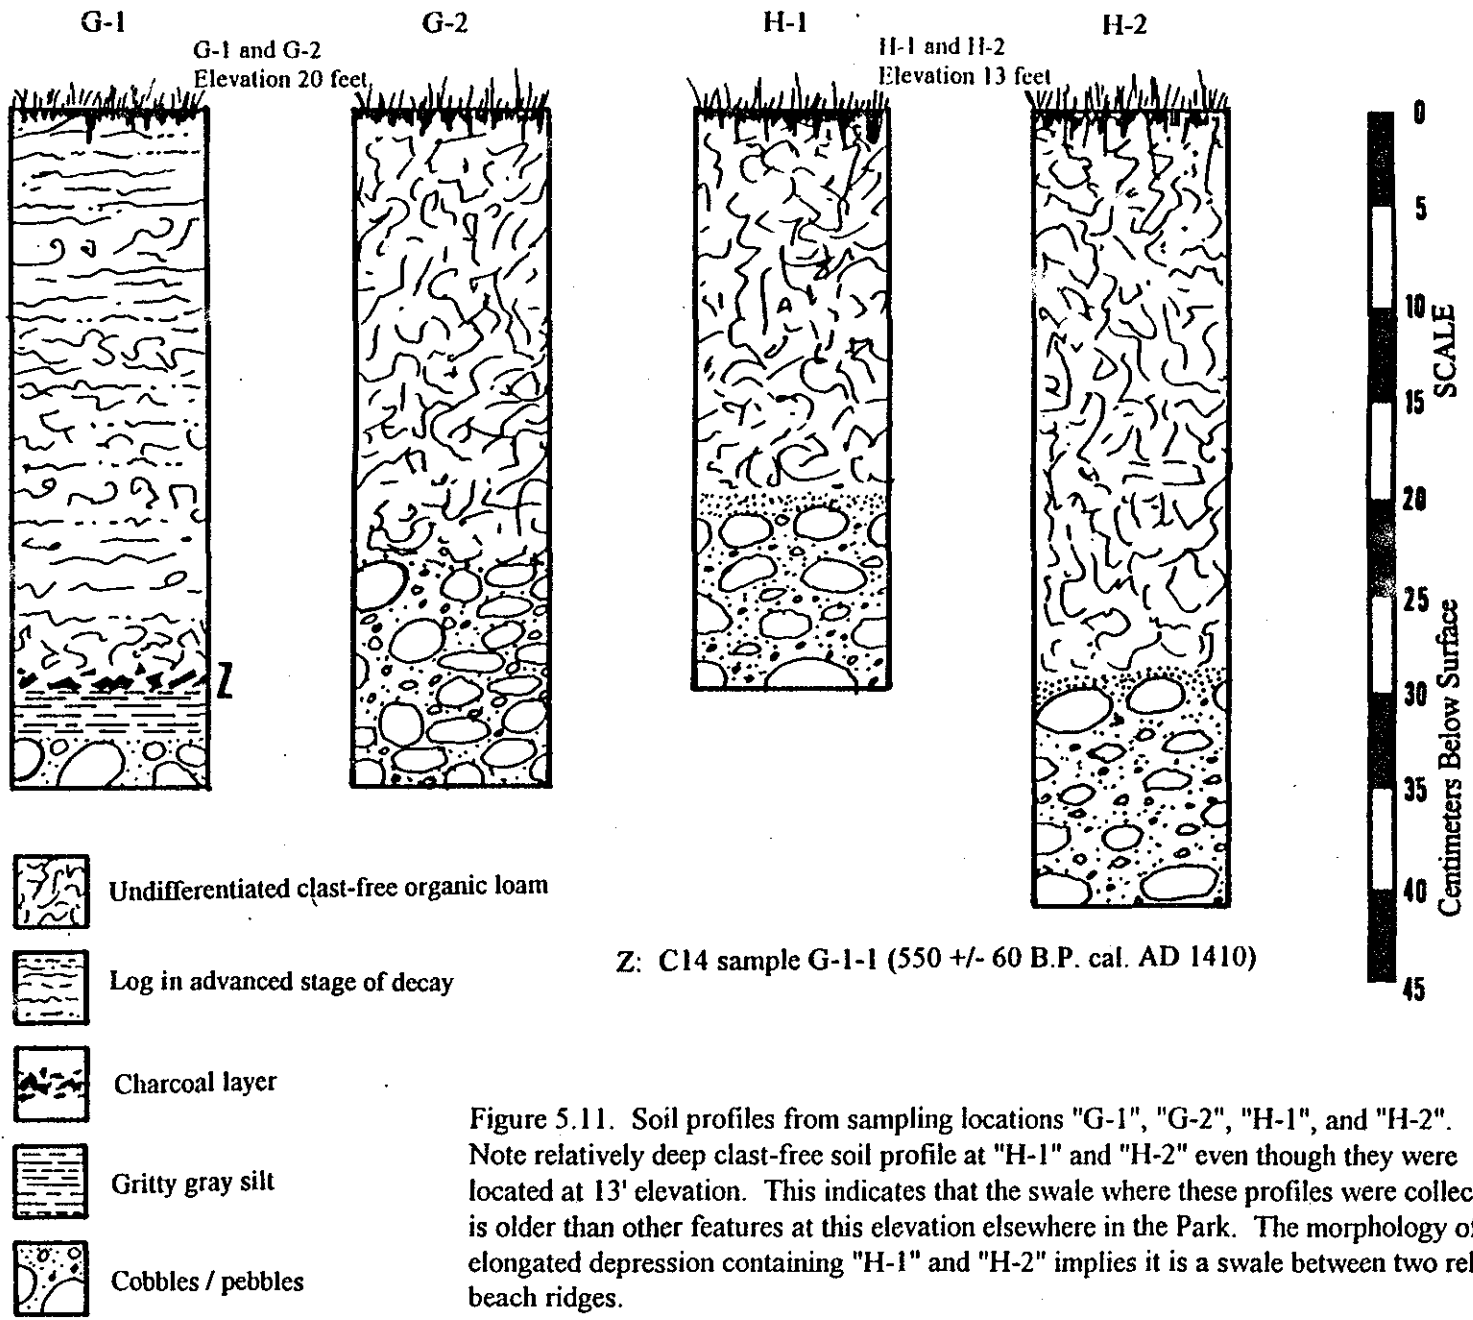 G-1
G-2
H-1
H-2
G-1 and G-2
Elevation 20 feet
H-1 and H-2
Elevation 13 feet
0
5
10
15
20
25
30
35
40
45
SCALE
Centimeters Below Surface
Z
Undifferentiated clast-free organic loam
Log in advanced stage of decay
Charcoal layer
Gritty gray silt
Cobbles / pebbles
Z: C14 sample G-1-1 (550 +/- 60 B.P. cal. AD 1410)
Figure 5.11. Soil profiles from sampling locations "G-1", "G-2", "H-1", and "H-2".
Note relatively deep clast-free soil profile at "H-1" and "H-2" even though they were
located at 13' elevation. This indicates that the swale where these profiles were collec
is older than other features at this elevation elsewhere in the Park. The morphology o
elongated depression containing "H-1" and "H-2" implies it is a swale between two rel
beach ridges.